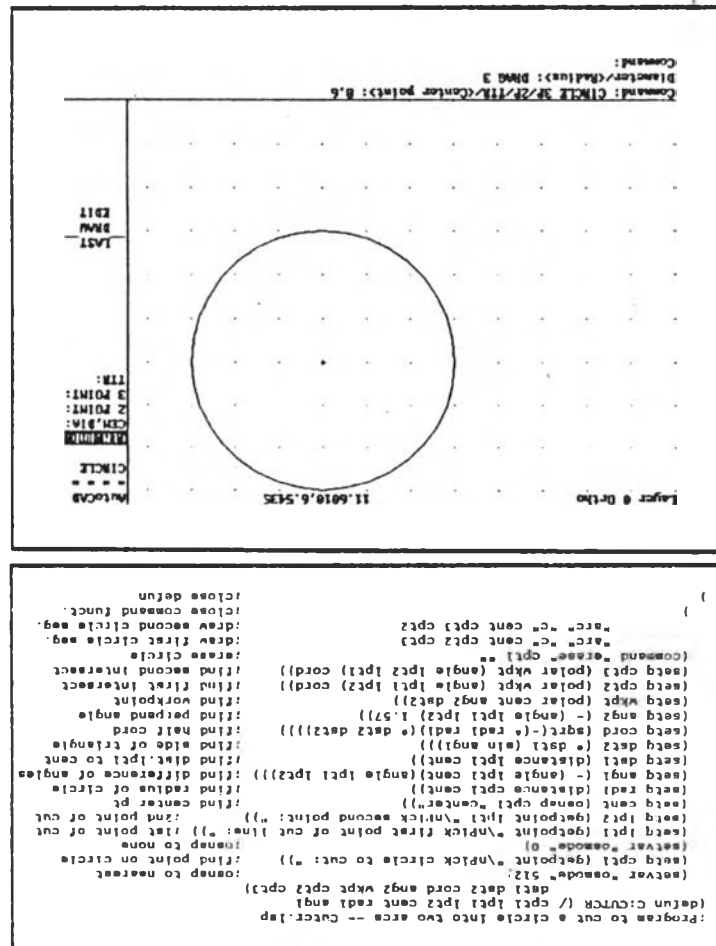 ;Program to cut a circle into two arcs -- Cutcr.lsp
(defun C:CUTCR (/ cpt1 lpt1 lpt2 cent rad1 ang1
dst1 dst2 cord ang2 wkpt cpt2 cpt3)
(setvar "osmode" 512) ;osnap to nearest
(setq cpt1 (getpoint "\nPick circle to cut: ")) ;find point on circle
(setvar "osmode" 0) ;osnap to none
(setq lpt1 (getpoint "\nPick first point of cut line: ")) ;1st point of cut
(setq lpt2 (getpoint lpt1 "\nPick second point: ")) ;2nd point of cut
(setq cent (osnap cpt1 "center")) ;find center pt
(setq rad1 (distance cpt1 cent)) ;find radius of circle
(setq ang1 (- (angle lpt1 cent)(angle lpt1 lpt2))) ;find difference of angles
(setq dst1 (distance lpt1 cent)) ;find dist.lpt1 to cent
(setq dst2 (* dst1 (sin ang1))) ;find side of triangle
(setq cord (sqrt(-(* rad1 rad1)(* dst2 dst2)))) ;find half cord
(setq ang2 (- (angle lpt1 lpt2) 1.57)) ;find perpend angle
(setq wkpt (polar cent ang2 dst2)) ;find workpoint
(setq cpt2 (polar wkpt (angle lpt1 lpt2) cord)) ;find first intersect
(setq cpt3 (polar wkpt (angle lpt2 lpt1) cord)) ;find second intersect
(command "erase" cpt1 "" ;erase circle
"arc" "c" cent cpt2 cpt3 ;draw first circle seg.
"arc" "c" cent cpt3 cpt2 ;draw second circle seg.
) ;close command funct.
) ;close defun
Layer 0 Ortho 11.6010,6.5435 AutoCAD
* * * *
CIRCLE
CEN,RAD:
CEN,DIA:
2 POINT:
3 POINT:
TTR:
LAST
DRAW
EDIT
Command: CIRCLE 3P/2P/TTR/<Center point>: 8,6
Diameter/<Radius>: DRAG 3
Command: